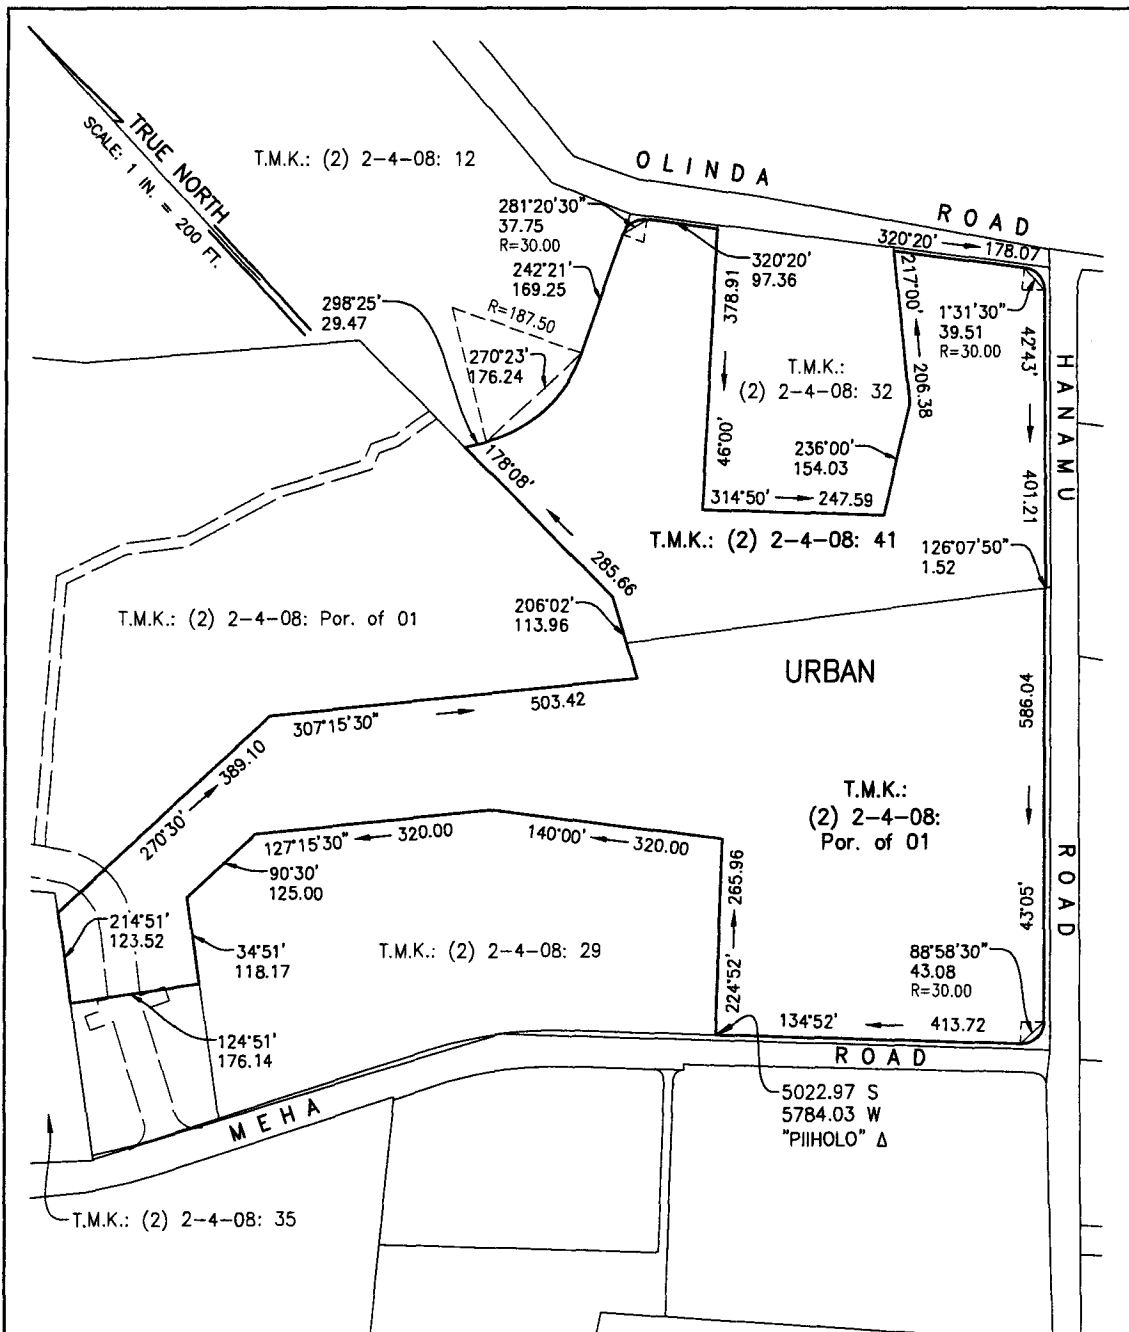 TRUE NORTH
SCALE: 1 IN. = 200 FT.
T.M.K.: (2) 2-4-08: 12
OLINDA
ROAD
281°20'30"
37.75
R=30.00
242°21'
169.25
298°25'
29.47
R=187.50
270°23'
176.24
320°20'
97.36
320°20' 178.07
217°00'
206.38
1°31'30"
39.51
R=30.00
42°43'
401.21
HANAMU
378.91
46°00'
T.M.K.:
(2) 2-4-08: 32
236°00'
154.03
314°50' 247.59
T.M.K.: (2) 2-4-08: 41
178°08'
285.66
126°07'50"
1.52
206°02'
113.96
T.M.K.: (2) 2-4-08: Por. of 01
URBAN
307°15'30" 503.42
586.04
43°05'
270°30' 389.10
T.M.K.:
(2) 2-4-08:
Por. of 01
127°15'30" 320.00
140°00' 320.00
90°30'
125.00
265.96
224°52'
ROAD
214°51'
123.52
34°51'
118.17
T.M.K.: (2) 2-4-08: 29
88°58'30"
43.08
R=30.00
124°51'
176.14
134°52' 413.72
MEHA
ROAD
5022.97 S
5784.03 W
"PIIHOLO" Δ
T.M.K.: (2) 2-4-08: 35